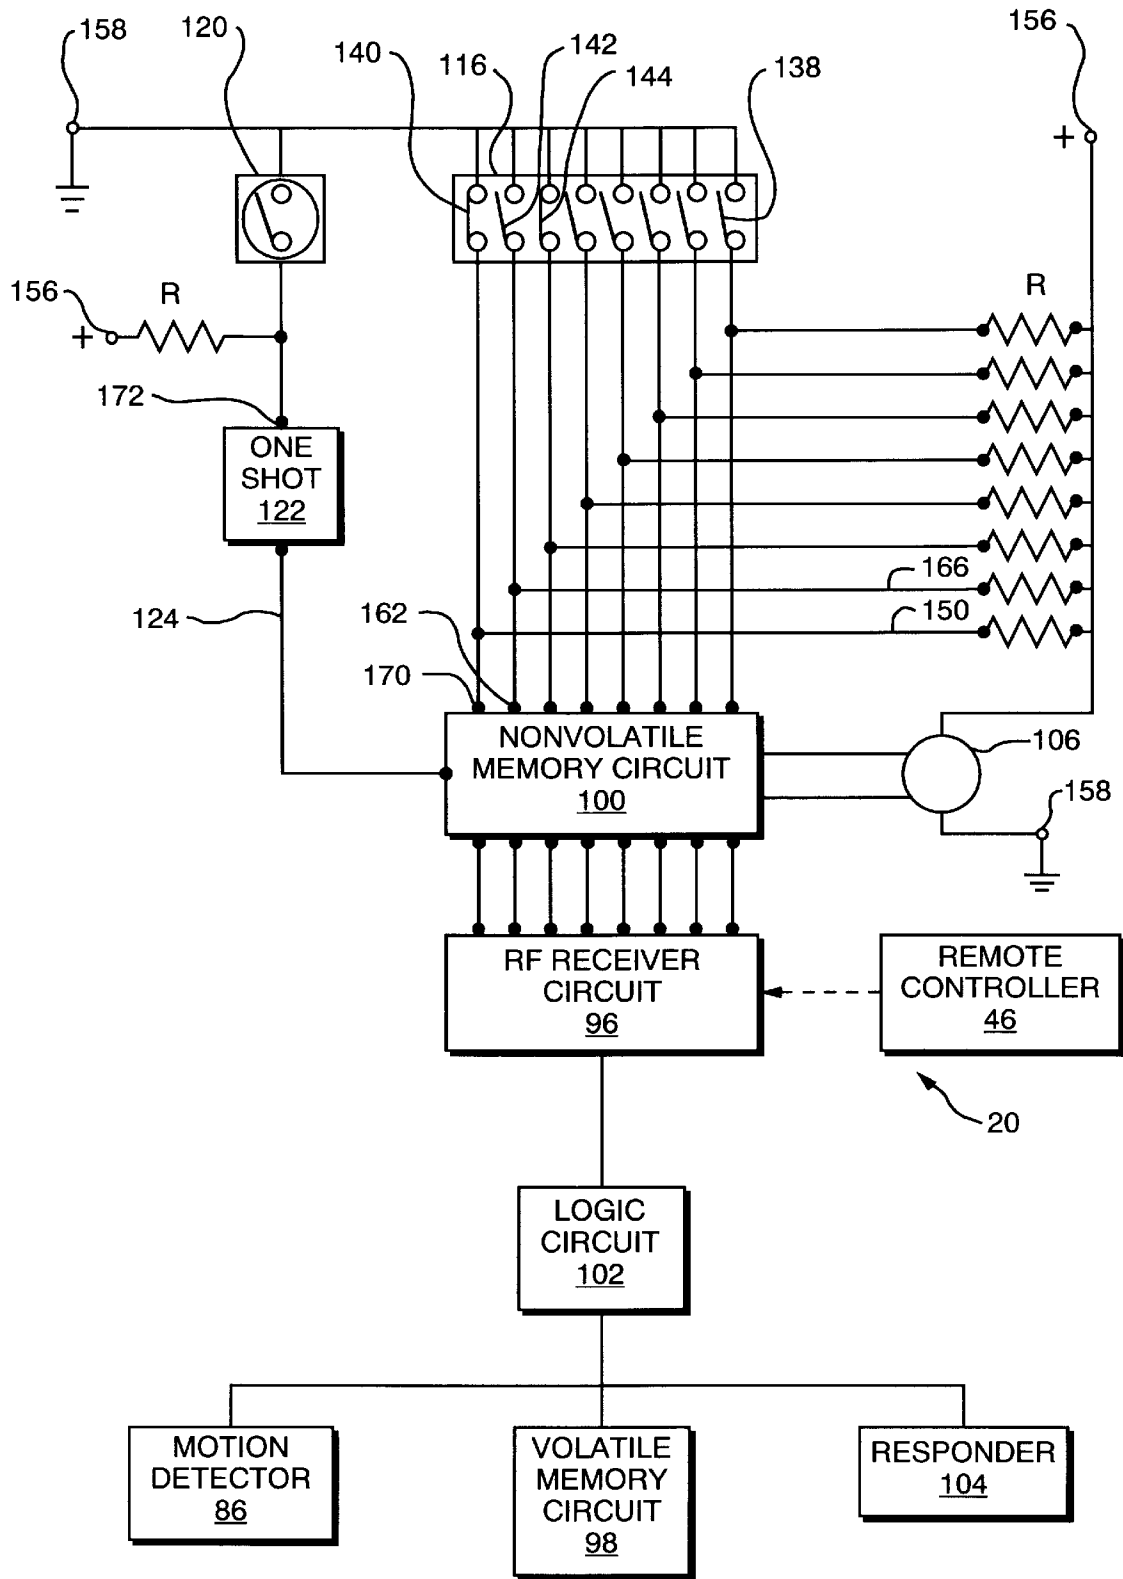 158
120
140
116
142
144
138
156
+
156
R
+
R
172
ONE
SHOT
122
124
166
150
162
170
NONVOLATILE
MEMORY CIRCUIT
100
106
158
RF RECEIVER
CIRCUIT
96
REMOTE
CONTROLLER
46
20
LOGIC
CIRCUIT
102
MOTION
DETECTOR
86
VOLATILE
MEMORY
CIRCUIT
98
RESPONDER
104